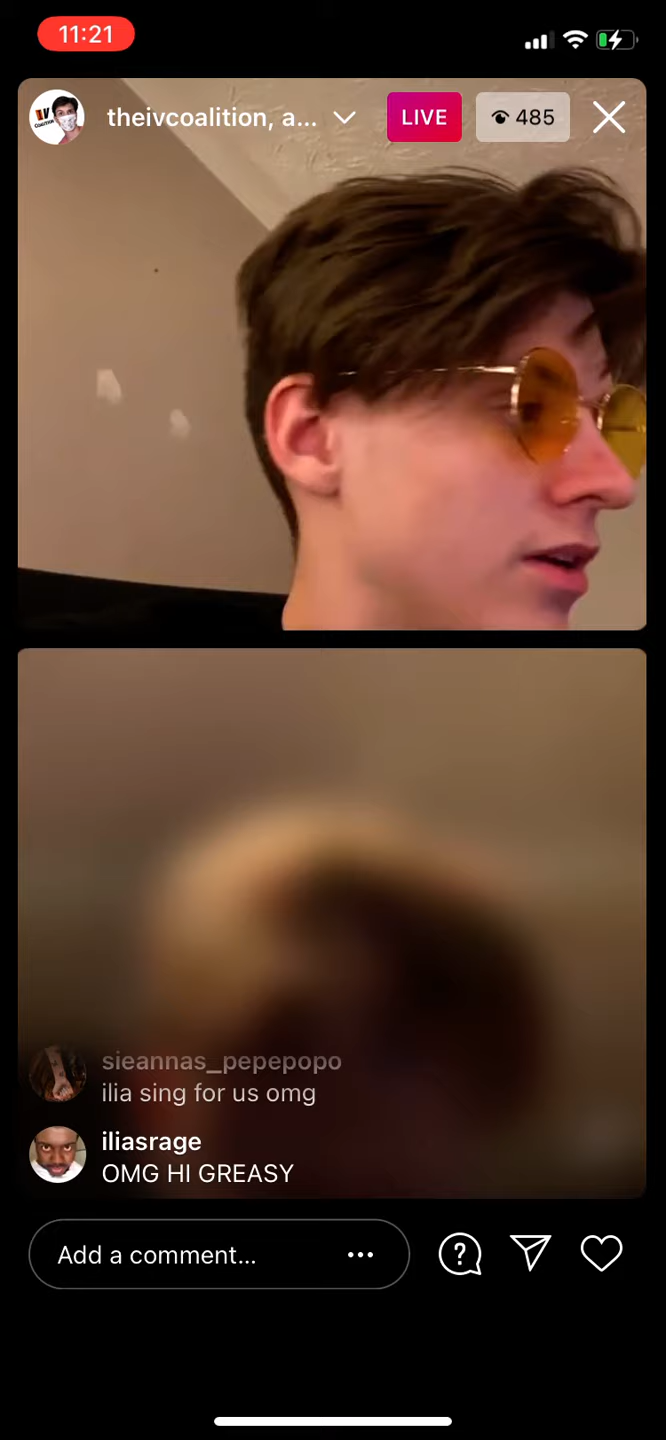 11:21
theivcoalition, a...
LIVE
485
sieannas_pepepopo
ilia sing for us omg
iliasrage
OMG HI GREASY
Add a comment...